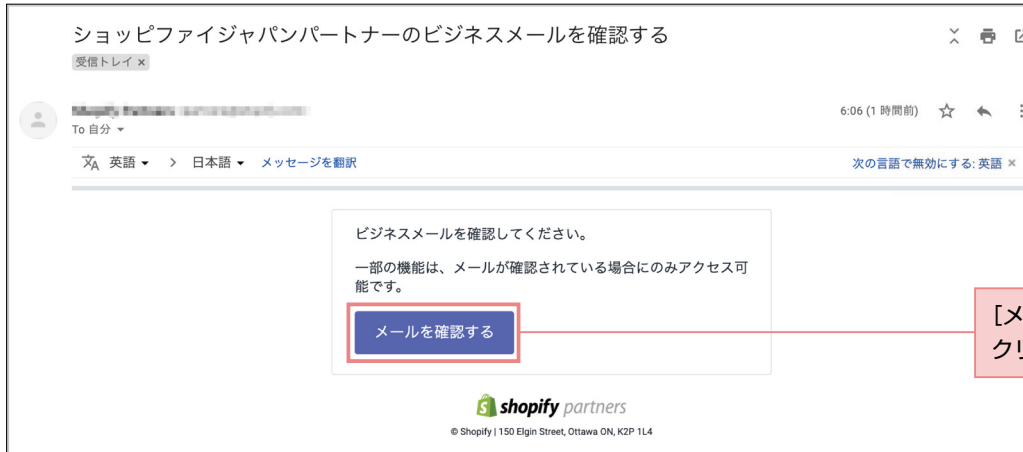 ショッピファイジャパンパートナーのビジネスメールを確認する
受信トレイ ×
6:06 (1 時間前)
To 自分
英語 > 日本語 メッセージを翻訳
次の言語で無効にする: 英語 ×
ビジネスメールを確認してください。
一部の機能は、メールが確認されている場合にのみアクセス可
能です。
メールを確認する
[メ
クリ
shopify partners
© Shopify | 150 Elgin Street, Ottawa ON, K2P 1L4